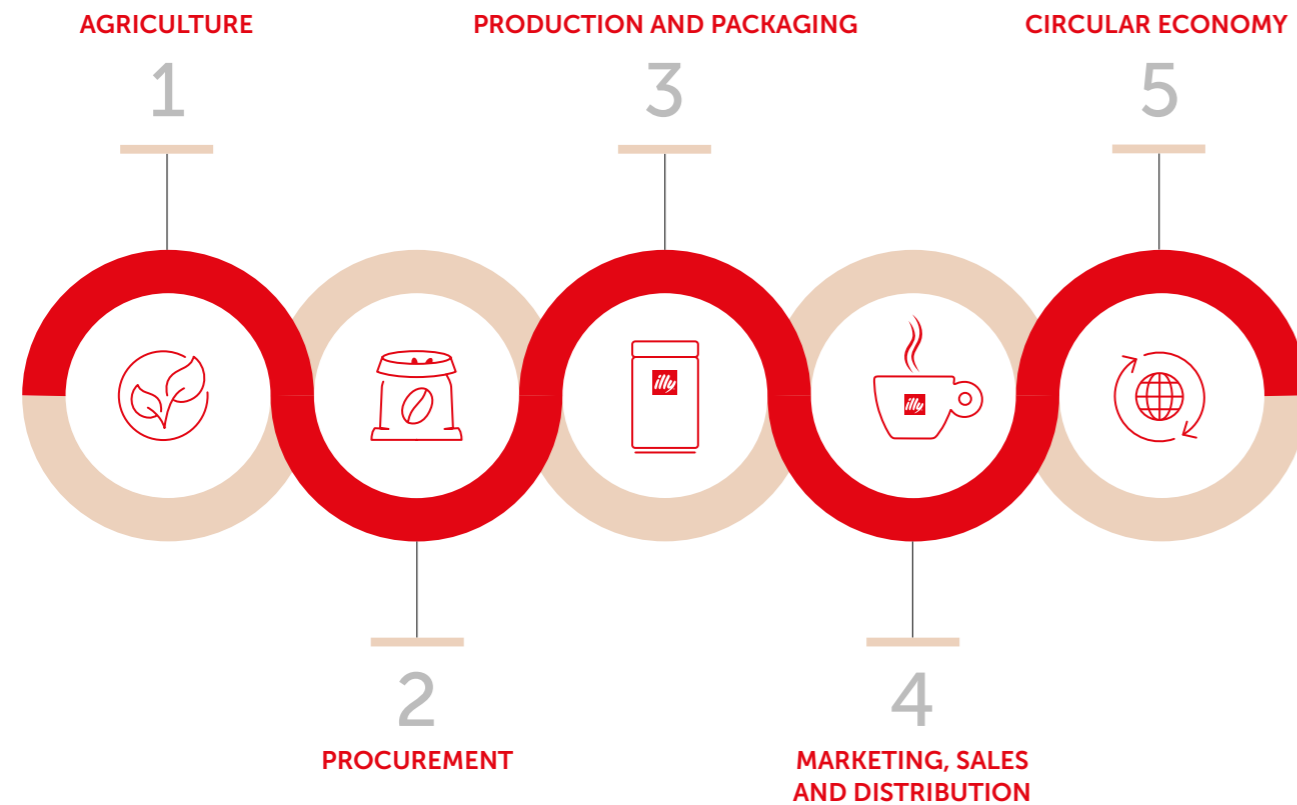 AGRICULTURE
1
PRODUCTION AND PACKAGING
3
CIRCULAR ECONOMY
5
illy
illy
2
PROCUREMENT
4
MARKETING, SALES
AND DISTRIBUTION